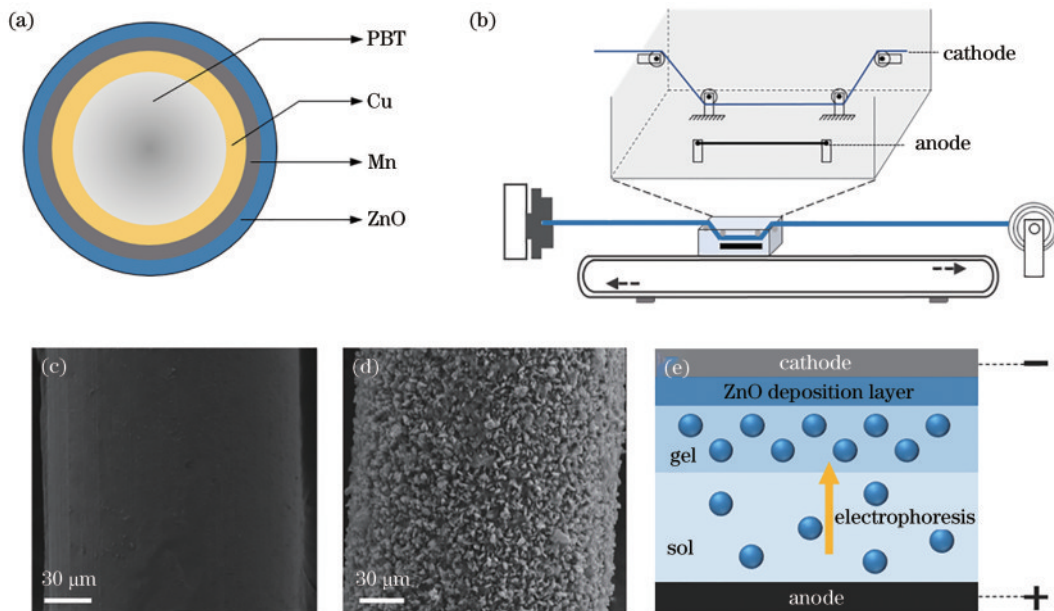 (a)
PBT
Cu
Mn
ZnO
(b)
cathode
anode
(c)
30 μm
(d)
30 μm
(e)
cathode
ZnO deposition layer
gel
electrophoresis
sol
anode
−
+